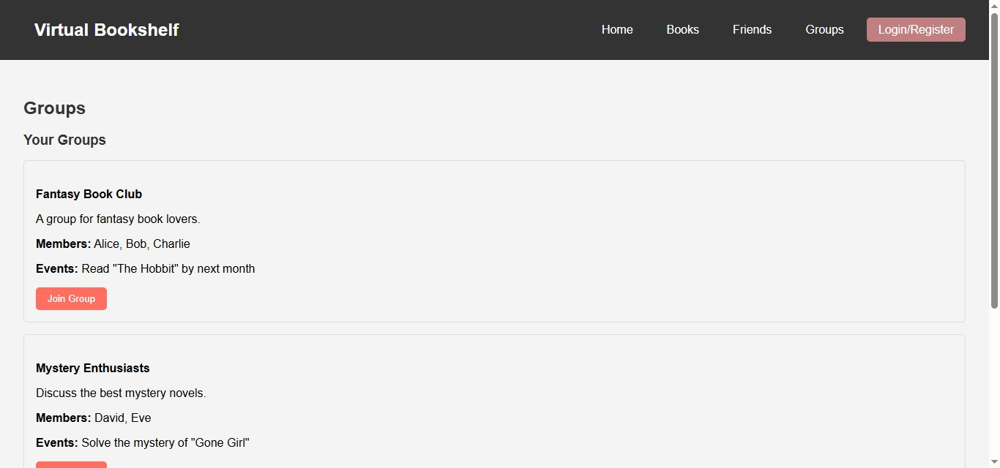 Virtual Bookshelf
Home
Books
Friends
Groups
Login/Register
Groups
Your Groups
Fantasy Book Club
A group for fantasy book lovers.
Members: Alice, Bob, Charlie
Events: Read "The Hobbit" by next month
Join Group
Mystery Enthusiasts
Discuss the best mystery novels.
Members: David, Eve
Events: Solve the mystery of "Gone Girl"